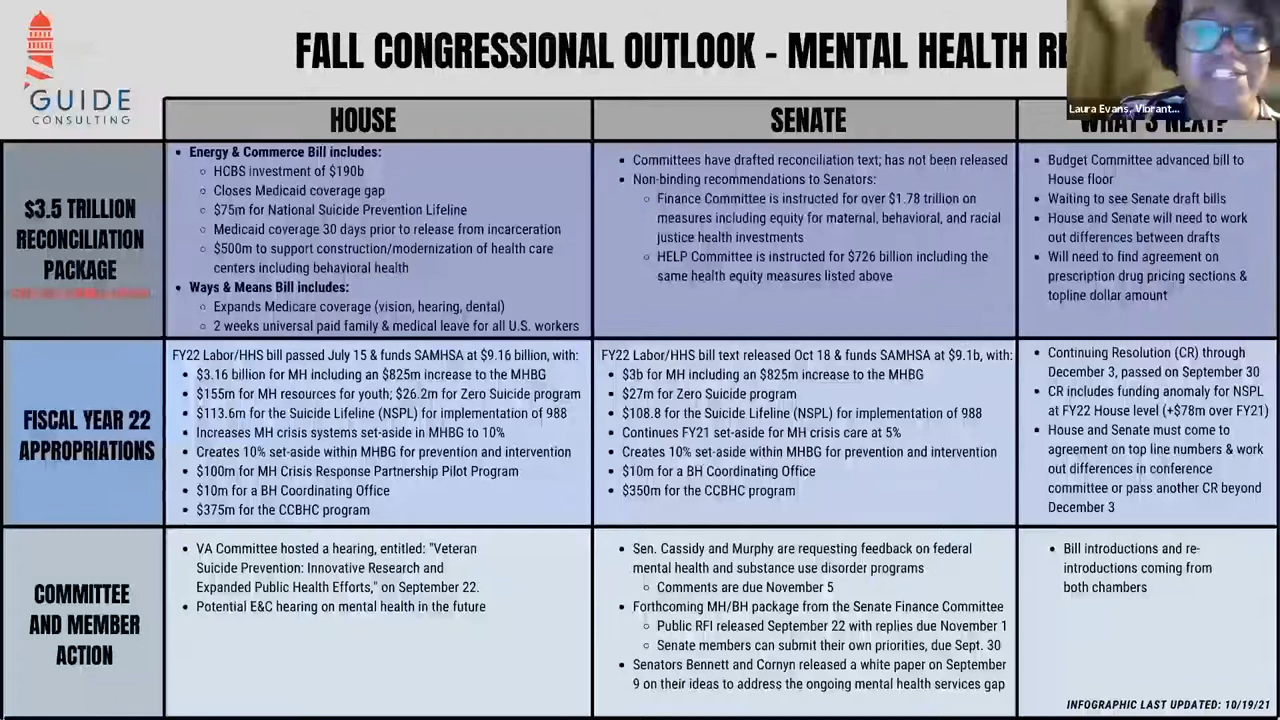 GUIDE
CONSULTING
FALL CONGRESSIONAL OUTLOOK - MENTAL HEALTH RE
Laura Evans, Vibrant...
HOUSE
SENATE
WHAT'S NEXT?
$3.5 TRILLION
RECONCILIATION
PACKAGE
• Energy & Commerce Bill includes:
○ HCBS investment of $190b
○ Closes Medicaid coverage gap
○ $75m for National Suicide Prevention Lifeline
○ Medicaid coverage 30 days prior to release from incarceration
○ $500m to support construction/modernization of health care
centers including behavioral health
• Ways & Means Bill includes:
○ Expands Medicare coverage (vision, hearing, dental)
○ 2 weeks universal paid family & medical leave for all U.S. workers
• Committees have drafted reconciliation text; has not been released
• Non-binding recommendations to Senators:
○ Finance Committee is instructed for over $1.78 trillion on
measures including equity for maternal, behavioral, and racial
justice health investments
○ HELP Committee is instructed for $726 billion including the
same health equity measures listed above
• Budget Committee advanced bill to
House floor
• Waiting to see Senate draft bills
• House and Senate will need to work
out differences between drafts
• Will need to find agreement on
prescription drug pricing sections &
topline dollar amount
FISCAL YEAR 22
APPROPRIATIONS
FY22 Labor/HHS bill passed July 15 & funds SAMHSA at $9.16 billion, with:
• $3.16 billion for MH including an $825m increase to the MHBG
• $155m for MH resources for youth; $26.2m for Zero Suicide program
• $113.6m for the Suicide Lifeline (NSPL) for implementation of 988
• Increases MH crisis systems set-aside in MHBG to 10%
• Creates 10% set-aside within MHBG for prevention and intervention
• $100m for MH Crisis Response Partnership Pilot Program
• $10m for a BH Coordinating Office
• $375m for the CCBHC program
FY22 Labor/HHS bill text released Oct 18 & funds SAMHSA at $9.1b, with:
• $3b for MH including an $825m increase to the MHBG
• $27m for Zero Suicide program
• $108.8 for the Suicide Lifeline (NSPL) for implementation of 988
• Continues FY21 set-aside for MH crisis care at 5%
• Creates 10% set-aside within MHBG for prevention and intervention
• $10m for a BH Coordinating Office
• $350m for the CCBHC program
• Continuing Resolution (CR) through
December 3, passed on September 30
• CR includes funding anomaly for NSPL
at FY22 House level (+$78m over FY21)
• House and Senate must come to
agreement on top line numbers & work
out differences in conference
committee or pass another CR beyond
December 3
COMMITTEE
AND MEMBER
ACTION
• VA Committee hosted a hearing, entitled: "Veteran
Suicide Prevention: Innovative Research and
Expanded Public Health Efforts," on September 22.
• Potential E&C hearing on mental health in the future
• Sen. Cassidy and Murphy are requesting feedback on federal
mental health and substance use disorder programs
○ Comments are due November 5
• Forthcoming MH/BH package from the Senate Finance Committee
○ Public RFI released September 22 with replies due November 1
○ Senate members can submit their own priorities, due Sept. 30
• Senators Bennett and Cornyn released a white paper on September
9 on their ideas to address the ongoing mental health services gap
• Bill introductions and re-
introductions coming from
both chambers
INFOGRAPHIC LAST UPDATED: 10/19/21